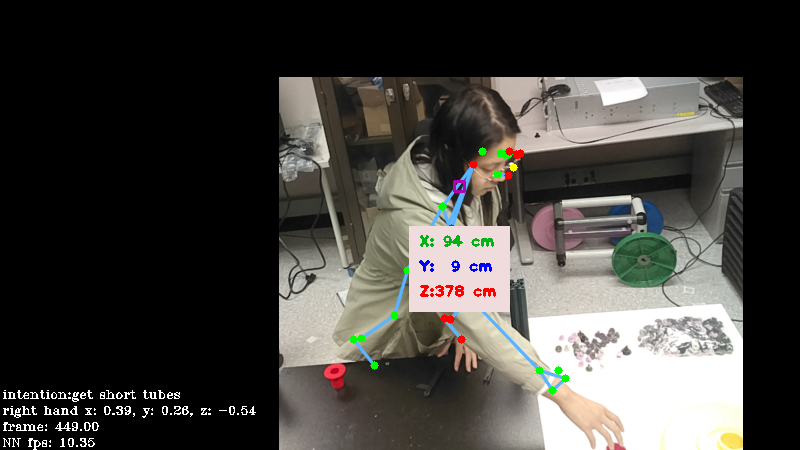 X: 94 cm
Y: 9 cm
Z:378 cm
intention:get short tubes
right hand x: 0.39, y: 0.26, z: -0.54
frame: 449.00
NN fps: 10.35